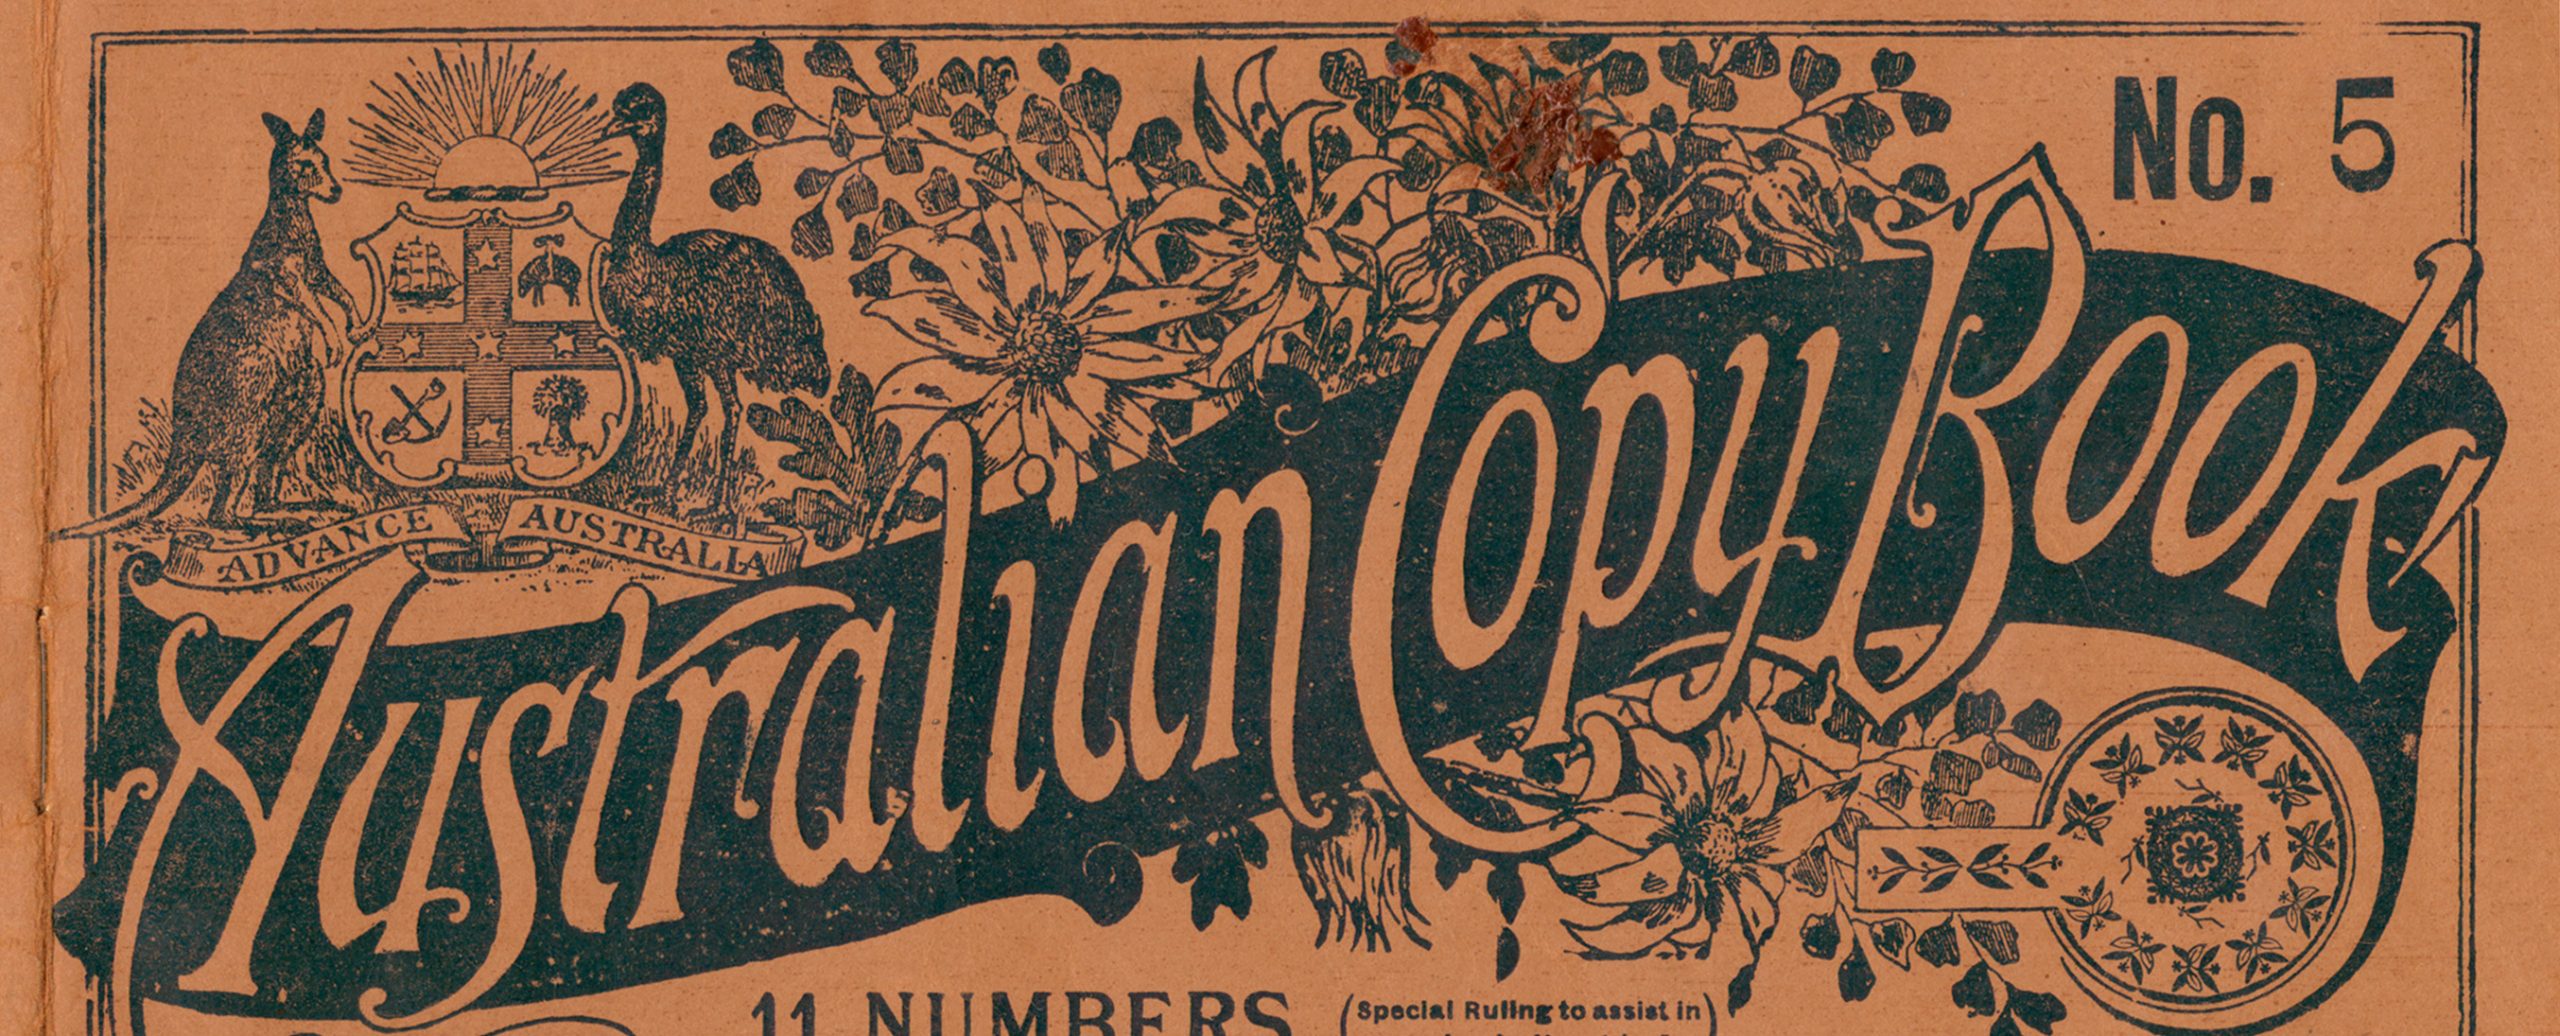 No. 5
ADVANCE AUSTRALIA
Australian Copy Book
11 NUMBERS
(Special Ruling to assist in)